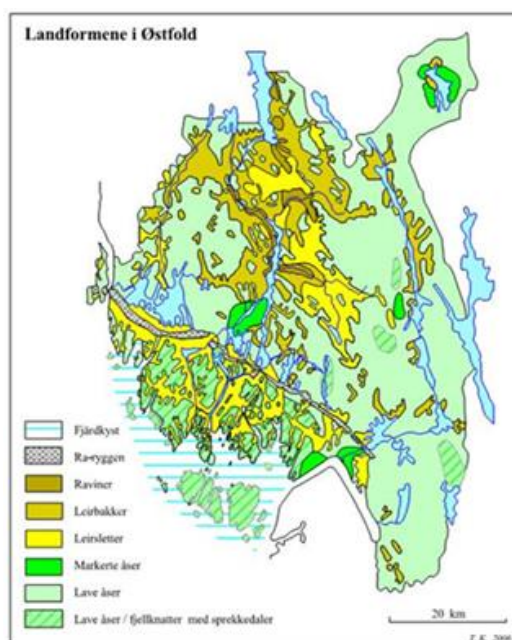 Landformene i Østfold
Fjärdkyst
Ra-ryggen
Raviner
Leirbakker
Leirsletter
Markerte åser
Lave åser
Lave åser / fjellknatter med sprekkedaler
20 km